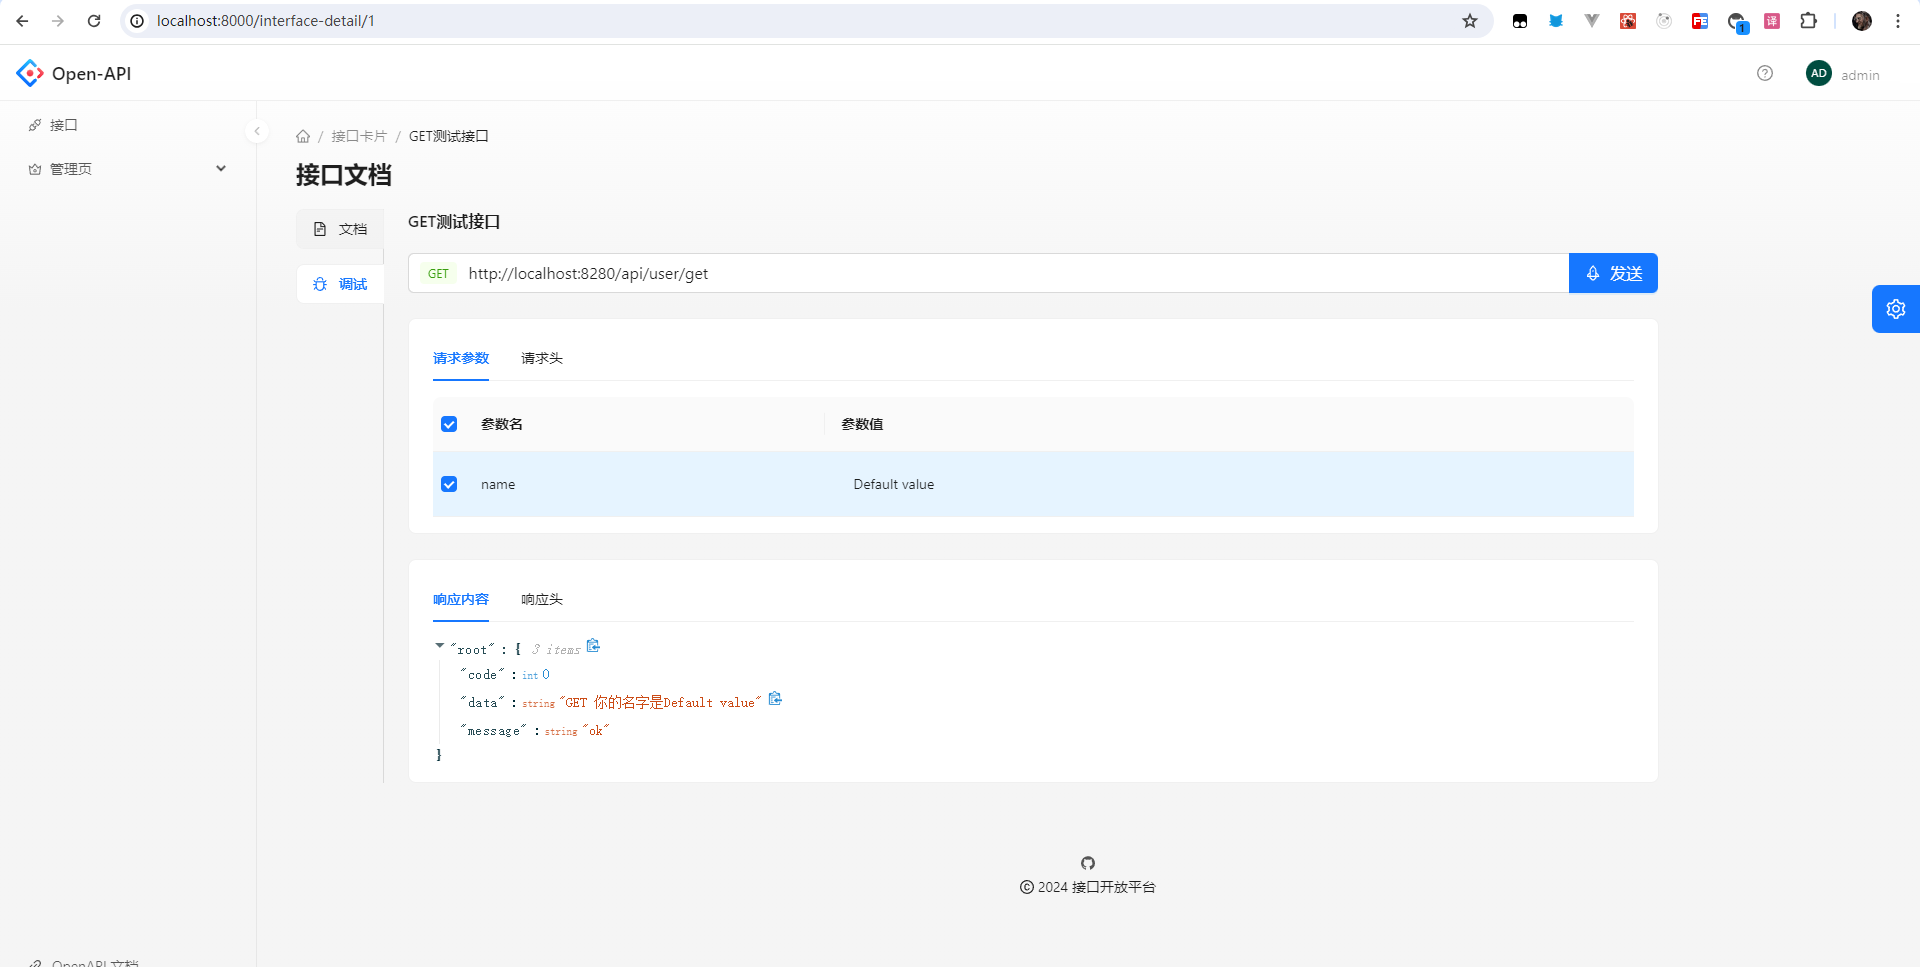 localhost:8000/interface-detail/1
1
译
Open-API
AD admin
接口
管理页
/ 接口卡片 / GET测试接口
接口文档
文档
调试
GET测试接口
GET http://localhost:8280/api/user/get 发送
请求参数 请求头
参数名 参数值
name Default value
响应内容 响应头
"root" : { 3 items
"code" : int 0
"data" : string "GET 你的名字是Default value"
"message" : string "ok"
}
© 2024 接口开放平台
OpenAPI 文档